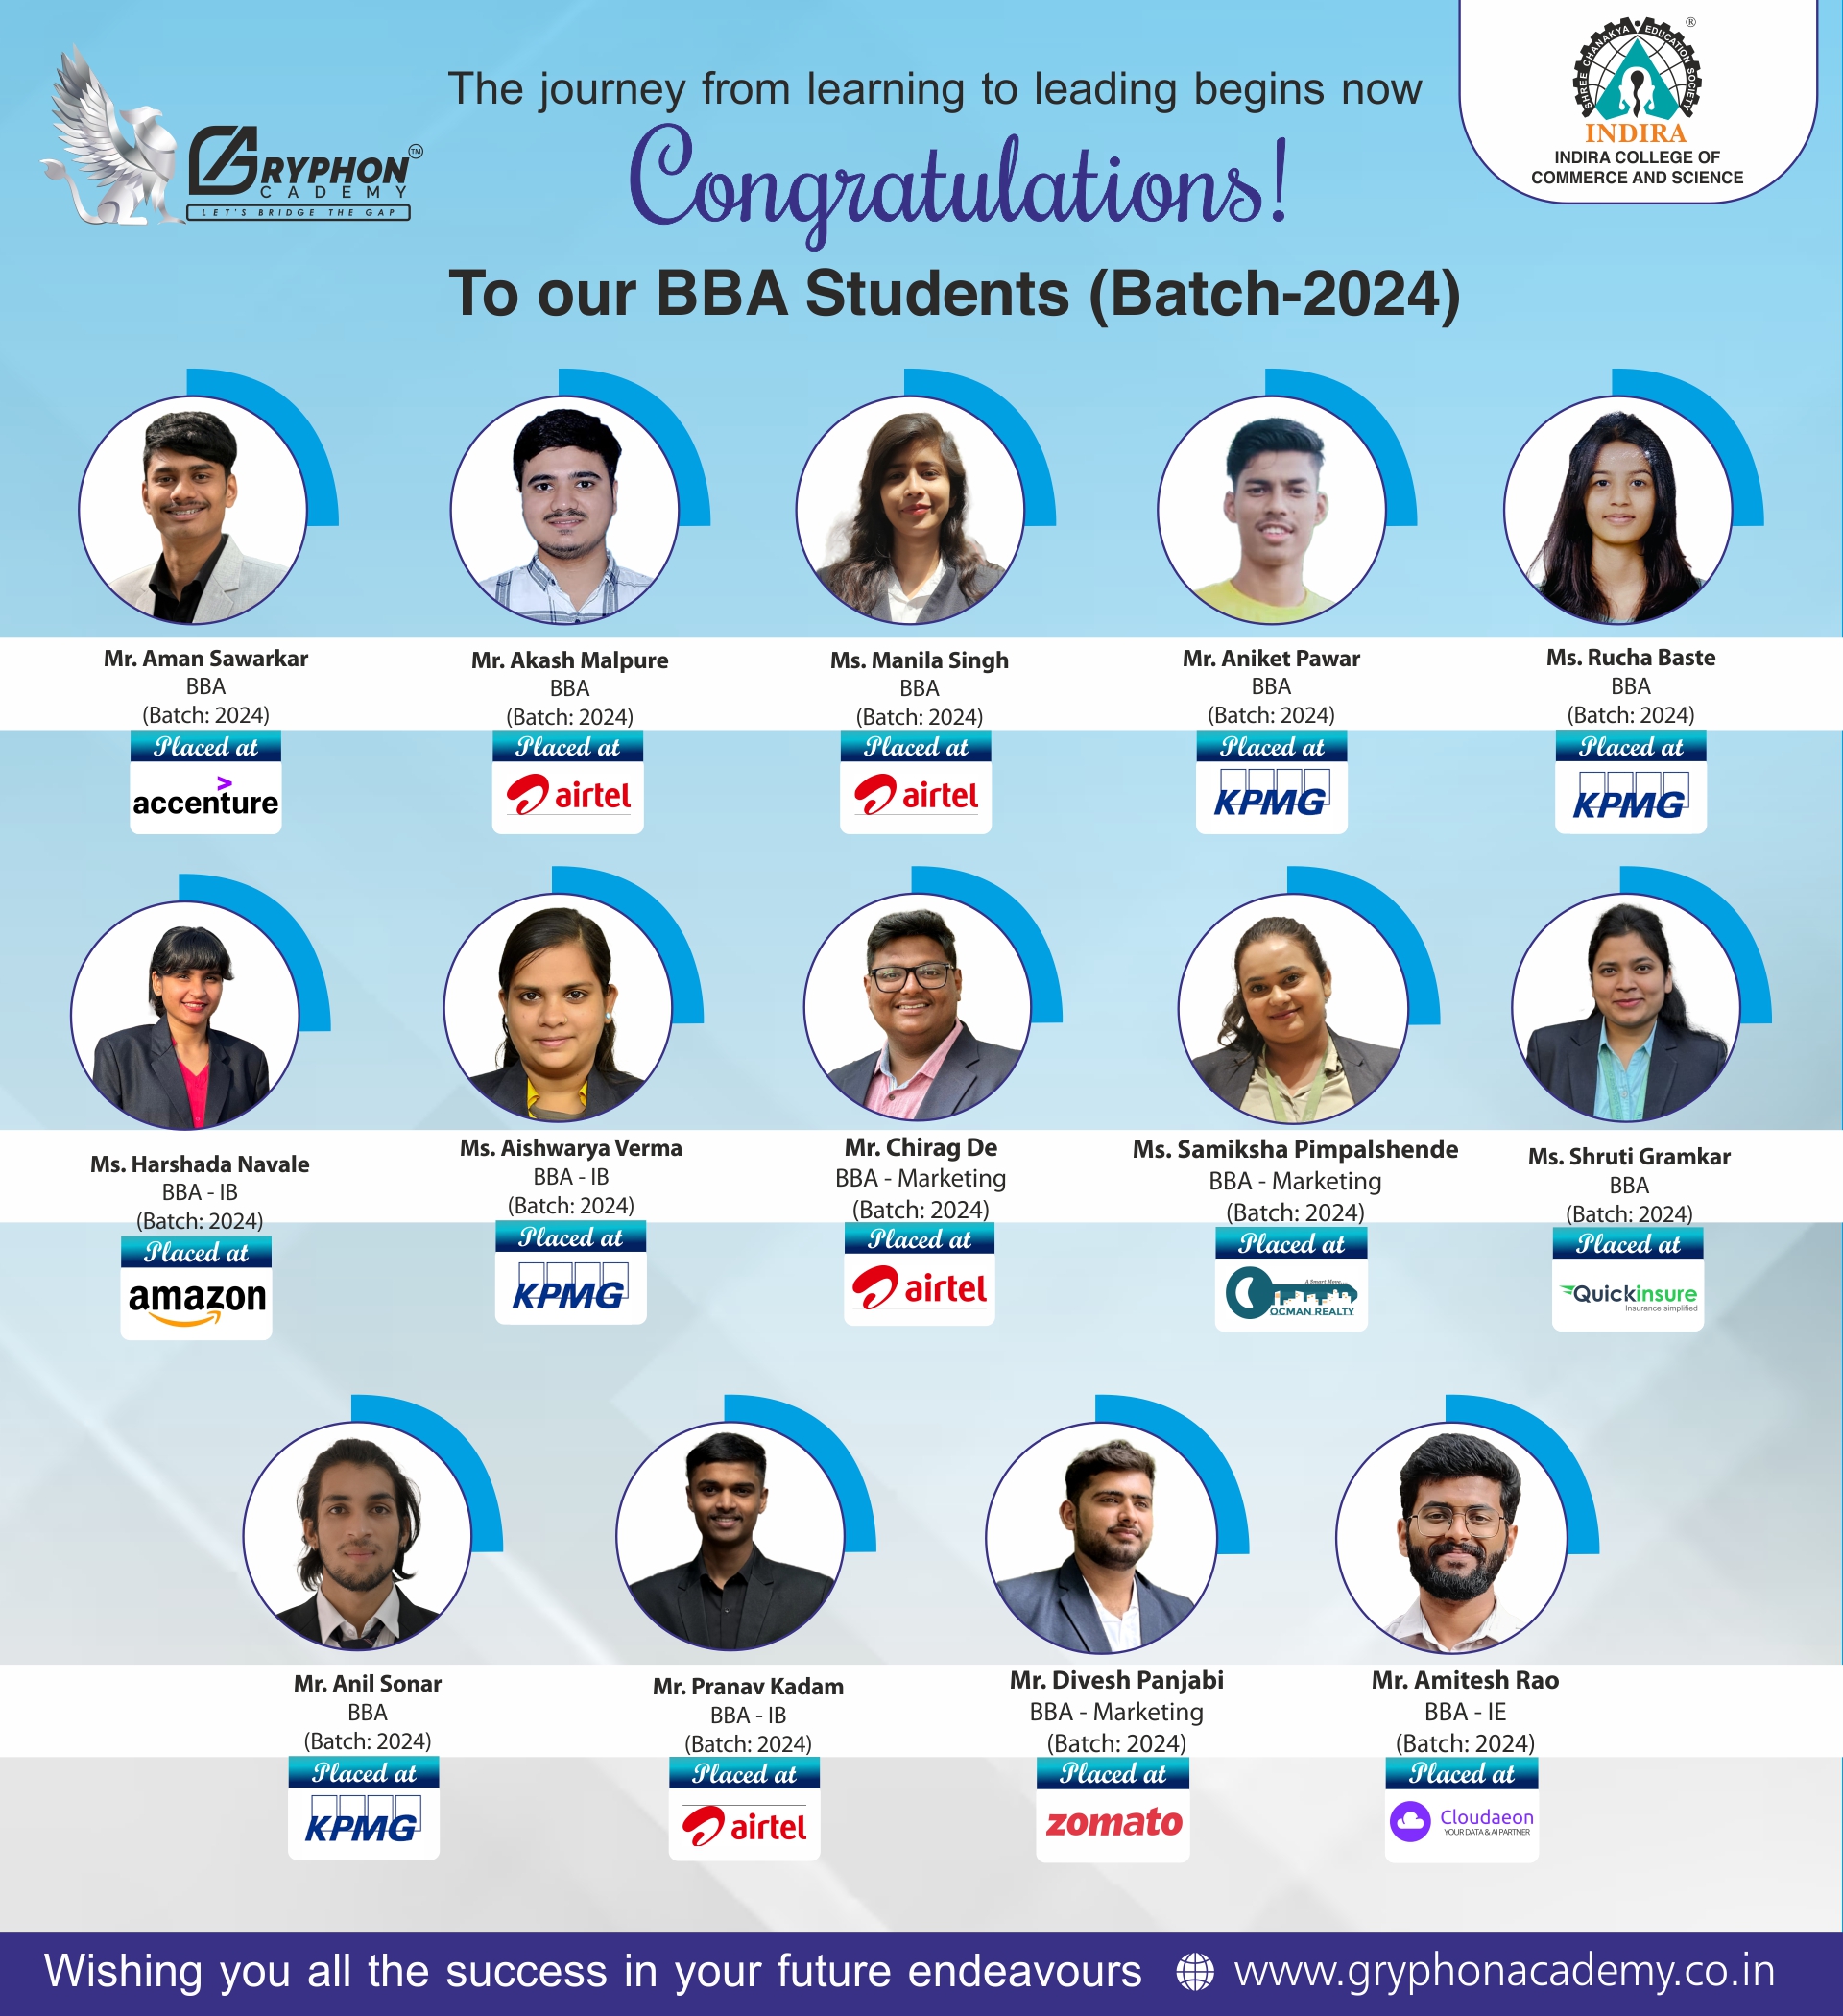 The journey from learning to leading begins now
Congratulations!
To our BBA Students (Batch-2024)
GRYPHON™
ACADEMY
LET'S BRIDGE THE GAP
SHREE CHANAKYA EDUCATION SOCIETY
®
INDIRA
INDIRA COLLEGE OF
COMMERCE AND SCIENCE
Mr. Aman Sawarkar
BBA
(Batch: 2024)
Placed at
accenture
Mr. Akash Malpure
BBA
(Batch: 2024)
Placed at
airtel
Ms. Manila Singh
BBA
(Batch: 2024)
Placed at
airtel
Mr. Aniket Pawar
BBA
(Batch: 2024)
Placed at
KPMG
Ms. Rucha Baste
BBA
(Batch: 2024)
Placed at
KPMG
Ms. Harshada Navale
BBA - IB
(Batch: 2024)
Placed at
amazon
Ms. Aishwarya Verma
BBA - IB
(Batch: 2024)
Placed at
KPMG
Mr. Chirag De
BBA - Marketing
(Batch: 2024)
Placed at
airtel
Ms. Samiksha Pimpalshende
BBA - Marketing
(Batch: 2024)
Placed at
A Smart Move...
OCMAN REALTY
Ms. Shruti Gramkar
BBA
(Batch: 2024)
Placed at
Quickinsure
Insurance simplified
Mr. Anil Sonar
BBA
(Batch: 2024)
Placed at
KPMG
Mr. Pranav Kadam
BBA - IB
(Batch: 2024)
Placed at
airtel
Mr. Divesh Panjabi
BBA - Marketing
(Batch: 2024)
Placed at
zomato
Mr. Amitesh Rao
BBA - IE
(Batch: 2024)
Placed at
Cloudaeon
YOUR DATA & AI PARTNER
Wishing you all the success in your future endeavours www.gryphonacademy.co.in